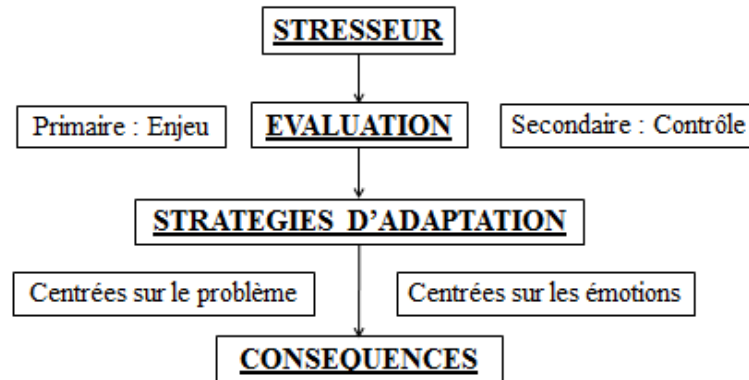 STRESSEUR
Primaire : Enjeu
EVALUATION
Secondaire : Contrôle
STRATEGIES D’ADAPTATION
Centrées sur le problème
Centrées sur les émotions
CONSEQUENCES